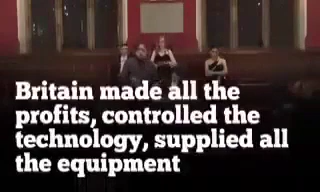 Britain made all the
profits, controlled the
technology, supplied all
the equipment